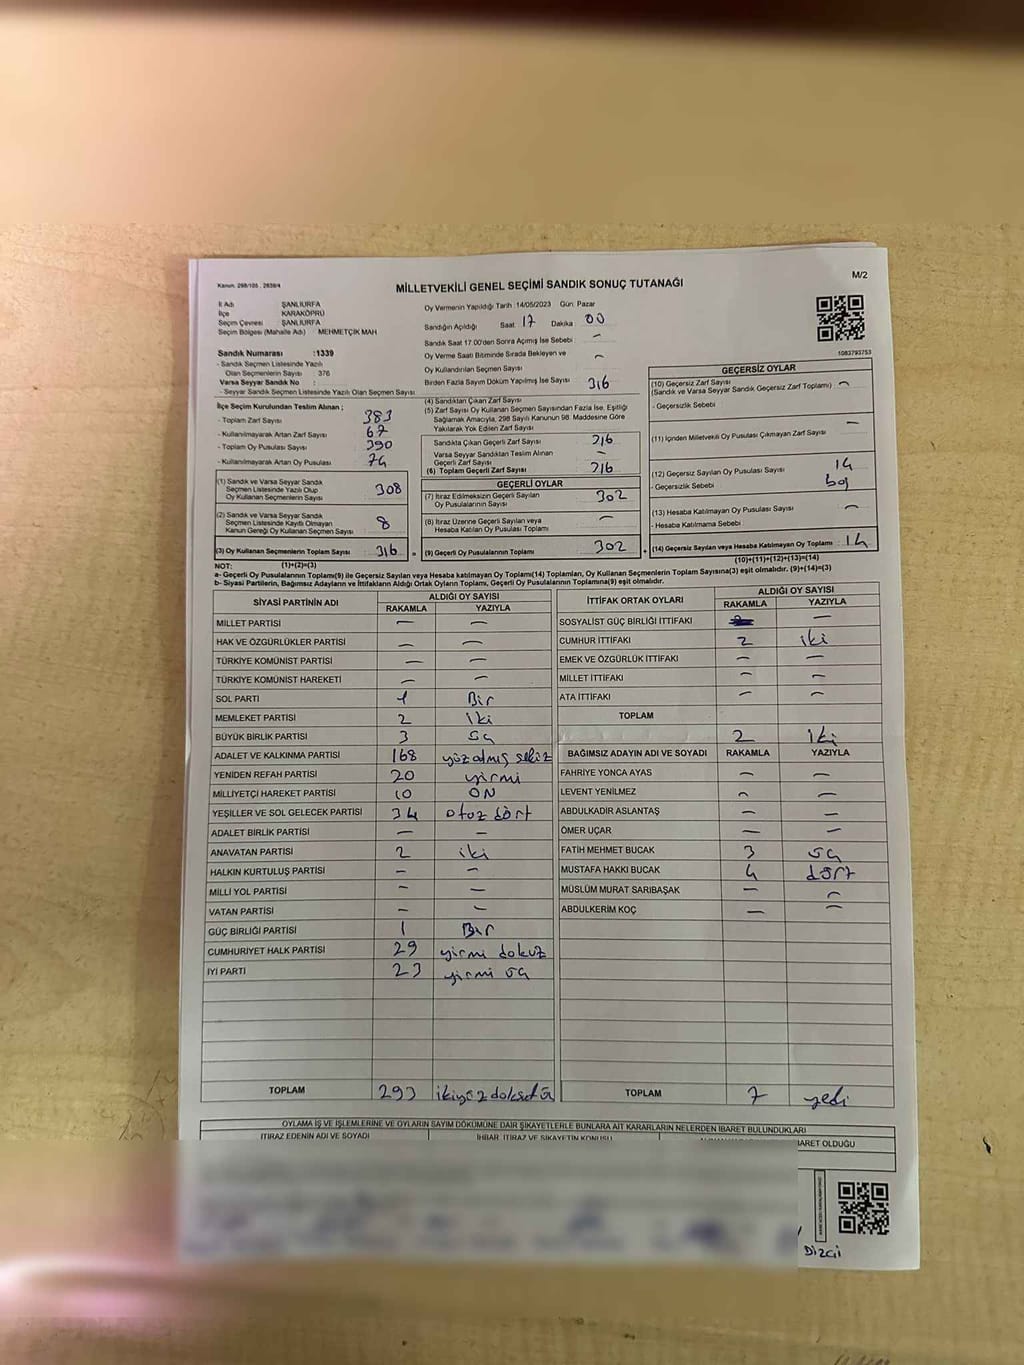 M/2
Kanun: 298/105 , 2839/4
MİLLETVEKİLİ GENEL SEÇİMİ SANDIK SONUÇ TUTANAĞI
İl Adı ŞANLIURFA
İlçe KARAKÖPRÜ
Seçim Çevresi ŞANLIURFA
Seçim Bölgesi (Mahalle Adı) MEHMETÇİK MAH
Sandık Numarası :1339
- Sandık Seçmen Listesinde Yazılı
Olan Seçmenlerin Sayısı : 376
Varsa Seyyar Sandık No :
- Seyyar Sandık Seçmen Listesinde Yazılı Olan Seçmen Sayısı
Oy Vermenin Yapıldığı Tarih :14/05/2023 Gün: Pazar
Sandığın Açıldığı Saat 17 Dakika 00
Sandık Saat 17:00'den Sonra Açılmış İse Sebebi —
Oy Verme Saati Bitiminde Sırada Bekleyen ve
Oy Kullandırılan Seçmen Sayısı —
Birden Fazla Sayım Döküm Yapılmış İse Sayısı 316
1083793753
İlçe Seçim Kurulundan Teslim Alınan ;
- Toplam Zarf Sayısı 383
- Kullanılmayarak Artan Zarf Sayısı 67
- Toplam Oy Pusulası Sayısı 390
- Kullanılmayarak Artan Oy Pusulası 74
(1) Sandık ve Varsa Seyyar Sandık
Seçmen Listesinde Yazılı Olup
Oy Kullanan Seçmenlerin Sayısı 308
(2) Sandık ve Varsa Seyyar Sandık
Seçmen Listesinde Kayıtlı Olmayan
Kanun Gereği Oy Kullanan Seçmen Sayısı 8
(3) Oy Kullanan Seçmenlerin Toplam Sayısı 316 =
(4) Sandıktan Çıkan Zarf Sayısı
(5) Zarf Sayısı Oy Kullanan Seçmen Sayısından Fazla İse, Eşitliği
Sağlamak Amacıyla, 298 Sayılı Kanunun 98. Maddesine Göre
Yakılarak Yok Edilen Zarf Sayısı
Sandıkta Çıkan Geçerli Zarf Sayısı 316
Varsa Seyyar Sandıktan Teslim Alınan
Geçerli Zarf Sayısı —
(6) Toplam Geçerli Zarf Sayısı 316
GEÇERLİ OYLAR
(7) İtiraz Edilmeksizin Geçerli Sayılan
Oy Pusulalarının Sayısı 302
(8) İtiraz Üzerine Geçerli Sayılan veya
Hesaba Katılan Oy Pusulası Toplamı —
(9) Geçerli Oy Pusulalarının Toplamı 302 +
GEÇERSİZ OYLAR
(10) Geçersiz Zarf Sayısı
(Sandık ve Varsa Seyyar Sandık Geçersiz Zarf Toplamı) —
- Geçersizlik Sebebi
(11) İçinden Milletvekili Oy Pusulası Çıkmayan Zarf Sayısı —
(12) Geçersiz Sayılan Oy Pusulası Sayısı 14
- Geçersizlik Sebebi boş
(13) Hesaba Katılmayan Oy Pusulası Sayısı —
- Hesaba Katılmama Sebebi
(14) Geçersiz Sayılan veya Hesaba Katılmayan Oy Toplamı 14
NOT: (1)+(2)=(3) (10)+(11)+(12)+(13)=(14)
a- Geçerli Oy Pusulalarının Toplamı(9) ile Geçersiz Sayılan veya Hesaba katılmayan Oy Toplamı(14) Toplamları, Oy Kullanan Seçmenlerin Toplam Sayısına(3) eşit olmalıdır. (9)+(14)=(3)
b- Siyasi Partilerin, Bağımsız Adayların ve İttifakların Aldığı Ortak Oyların Toplamı, Geçerli Oy Pusulalarının Toplamına(9) eşit olmalıdır.
SİYASİ PARTİNİN ADI ALDIĞI OY SAYISI
RAKAMLA YAZIYLA
MİLLET PARTİSİ — —
HAK VE ÖZGÜRLÜKLER PARTİSİ — —
TÜRKİYE KOMÜNİST PARTİSİ — —
TÜRKİYE KOMÜNİST HAREKETİ — —
SOL PARTİ 1 Bir
MEMLEKET PARTİSİ 2 iki
BÜYÜK BİRLİK PARTİSİ 3 üç
ADALET VE KALKINMA PARTİSİ 168 yüzatmış sekiz
YENİDEN REFAH PARTİSİ 20 yirmi
MİLLİYETÇİ HAREKET PARTİSİ 10 ON
YEŞİLLER VE SOL GELECEK PARTİSİ 34 otuz dört
ADALET BİRLİK PARTİSİ — —
ANAVATAN PARTİSİ 2 iki
HALKIN KURTULUŞ PARTİSİ — —
MİLLİ YOL PARTİSİ — —
VATAN PARTİSİ — —
GÜÇ BİRLİĞİ PARTİSİ 1 Bir
CUMHURİYET HALK PARTİSİ 29 yirmi dokuz
İYİ PARTİ 23 yirmi üç
TOPLAM 293
İTTİFAK ORTAK OYLARI ALDIĞI OY SAYISI
RAKAMLA YAZIYLA
SOSYALİST GÜÇ BİRLİĞİ İTTİFAKI —
CUMHUR İTTİFAKI 2 iki
EMEK VE ÖZGÜRLÜK İTTİFAKI — —
MİLLET İTTİFAKI — —
ATA İTTİFAKI — —
TOPLAM 2 iki
BAĞIMSIZ ADAYIN ADI VE SOYADI RAKAMLA YAZIYLA
FAHRİYE YONCA AYAS — —
LEVENT YENİLMEZ — —
ABDULKADİR ASLANTAŞ — —
ÖMER UÇAR — —
FATİH MEHMET BUCAK 3 üç
MUSTAFA HAKKI BUCAK 4 dört
MÜSLÜM MURAT SARIBAŞAK — —
ABDULKERİM KOÇ — —
TOPLAM 7 yedi
OYLAMA İŞ VE İŞLEMLERİNE VE OYLARIN SAYIM DÖKÜMÜNE DAİR ŞİKAYETLERLE BUNLARA AİT KARARLARIN NELERDEN İBARET BULUNDUKLARI
İTİRAZ EDENİN ADI VE SOYADI İHBAR, İTİRAZ VE ŞİKAYETİN KONUSU BARET OLDUĞU
Dizgi